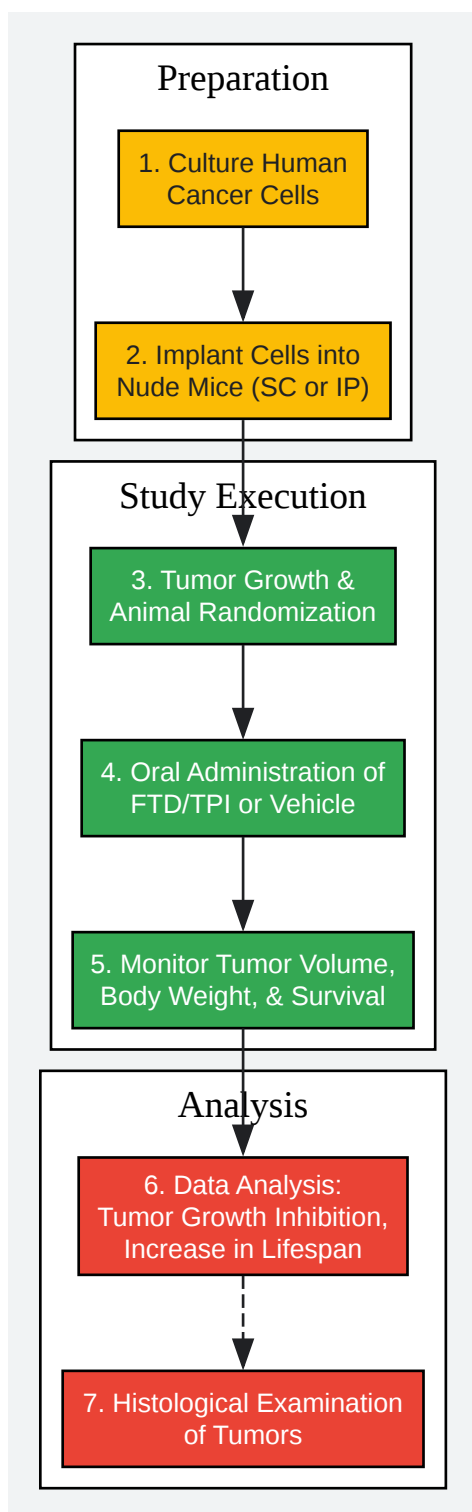 Preparation
1. Culture Human
Cancer Cells
2. Implant Cells into
Nude Mice (SC or IP)
Study Execution
3. Tumor Growth &
Animal Randomization
4. Oral Administration of
FTD/TPI or Vehicle
5. Monitor Tumor Volume,
Body Weight, & Survival
Analysis
6. Data Analysis:
Tumor Growth Inhibition,
Increase in Lifespan
7. Histological Examination
of Tumors